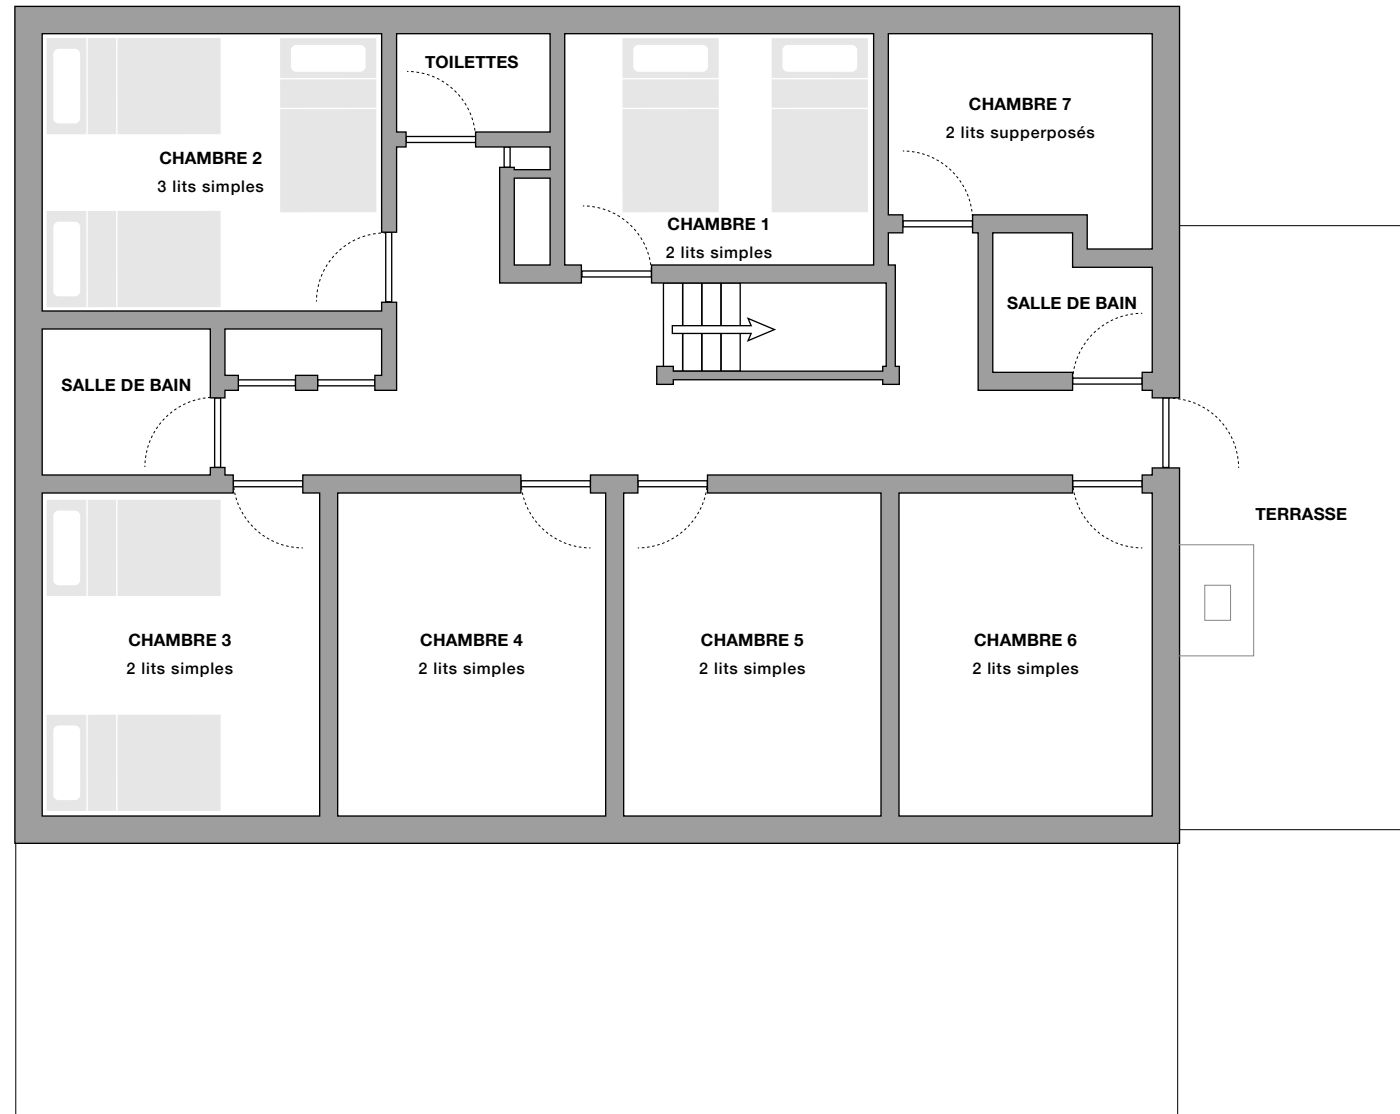 TOILETTES
CHAMBRE 7
2 lits supperposés
CHAMBRE 2
3 lits simples
CHAMBRE 1
2 lits simples
SALLE DE BAIN
SALLE DE BAIN
TERRASSE
CHAMBRE 3
2 lits simples
CHAMBRE 4
2 lits simples
CHAMBRE 5
2 lits simples
CHAMBRE 6
2 lits simples